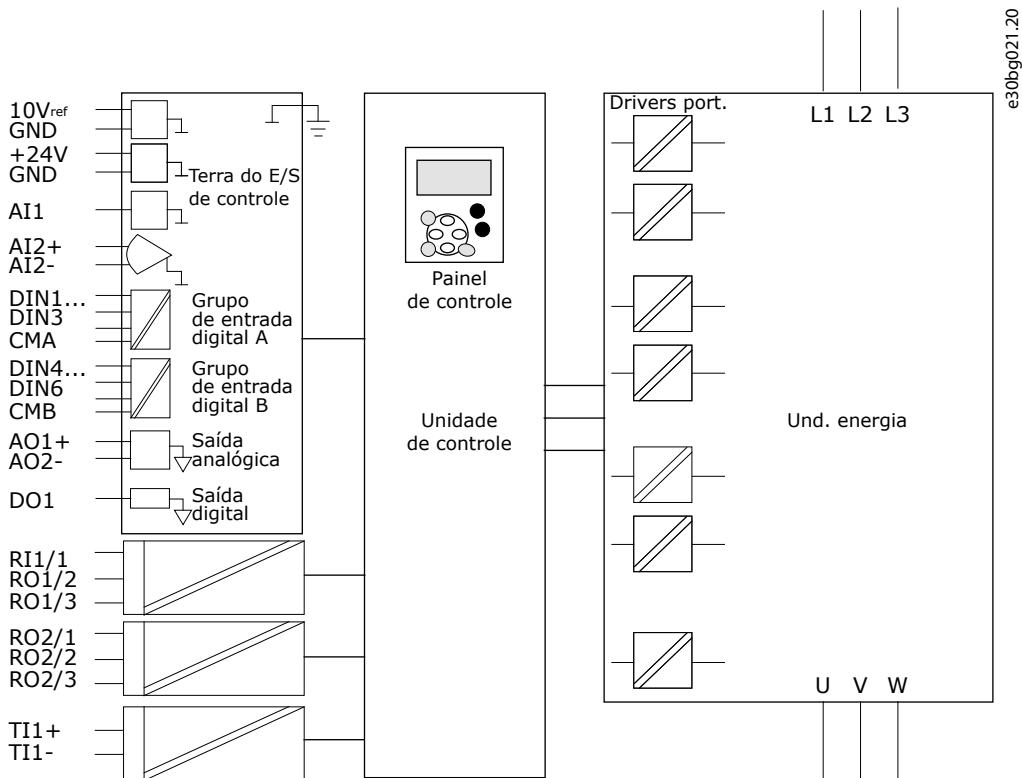 e30bg021.20
10Vref
GND
+24V
GND
AI1
AI2+
AI2-
DIN1...
DIN3
CMA
DIN4...
DIN6
CMB
AO1+
AO2-
DO1
RI1/1
RO1/2
RO1/3
RO2/1
RO2/2
RO2/3
TI1+
TI1-
Terra do E/S
de controle
Grupo
de entrada
digital A
Grupo
de entrada
digital B
Saída
analógica
Saída
digital
Painel
de controle
Unidade
de controle
Drivers port.
L1 L2 L3
Und. energia
U V W